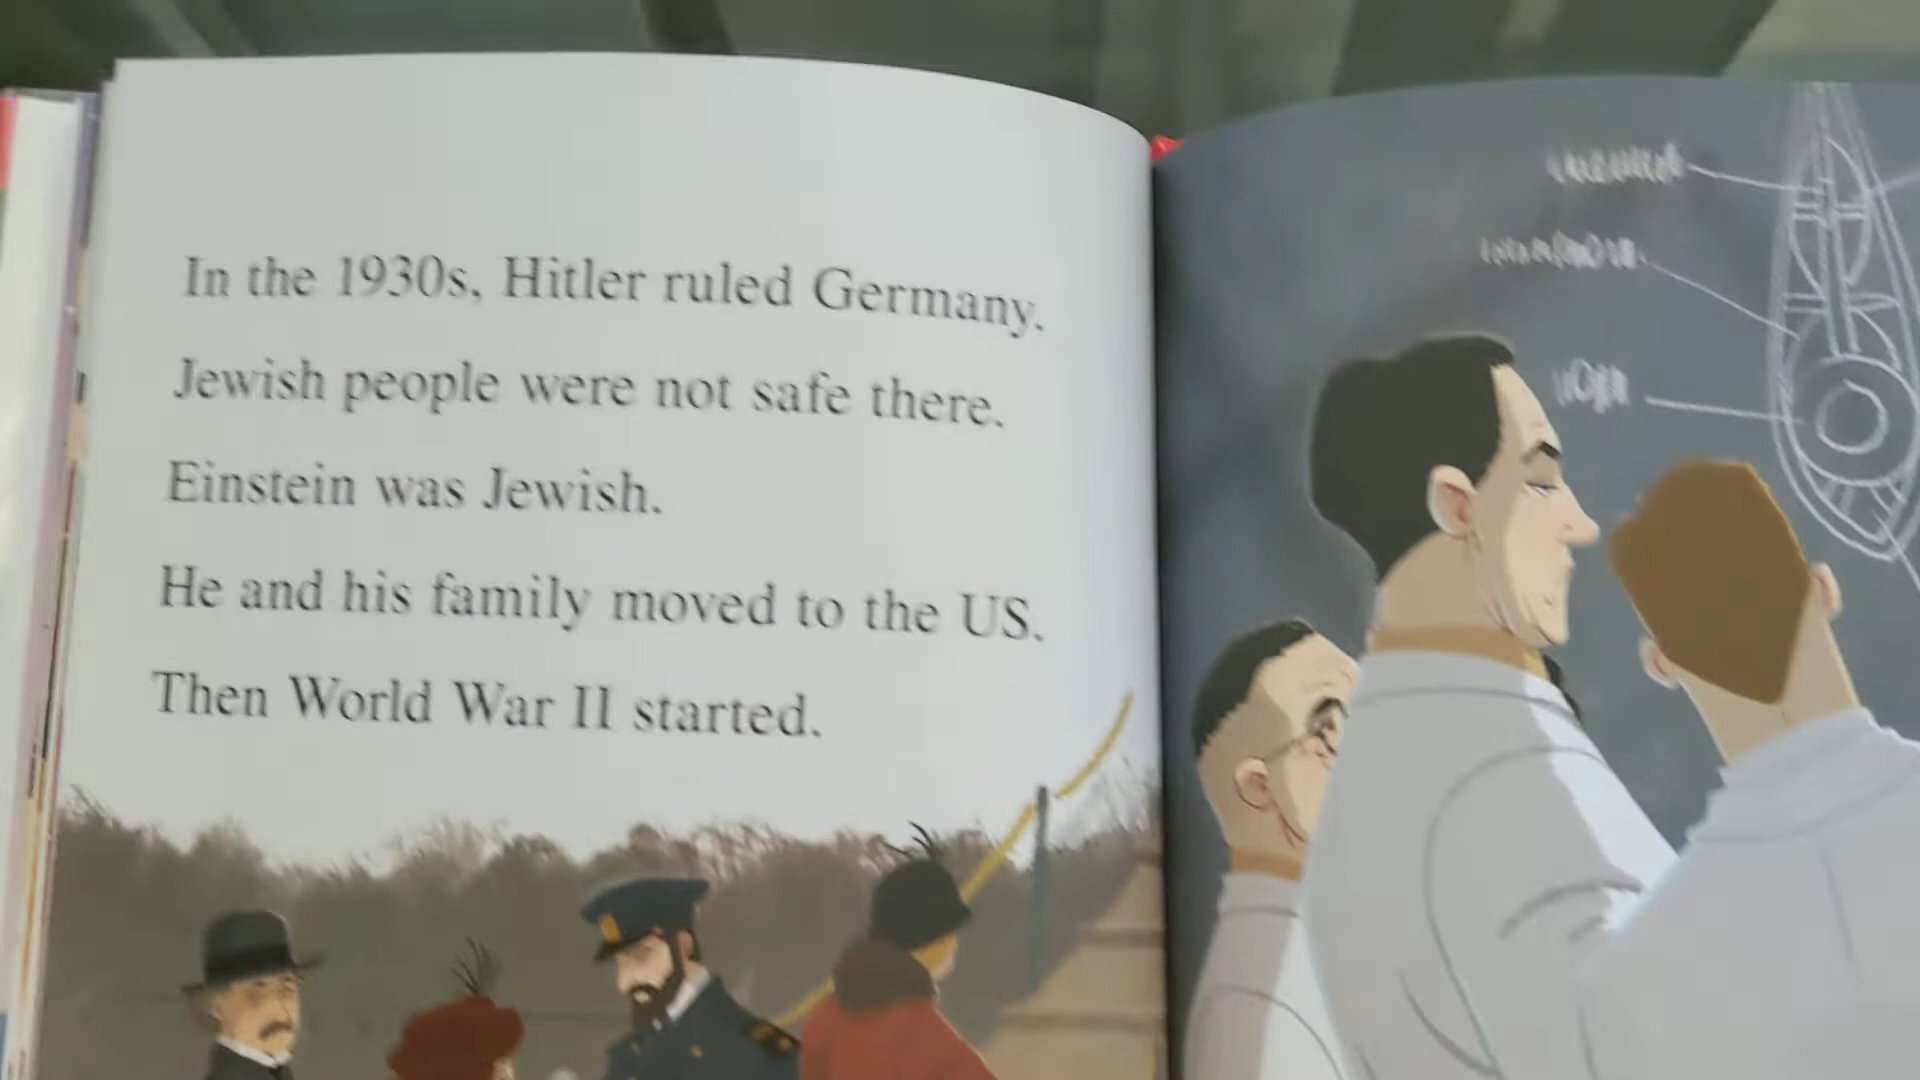 In the 1930s, Hitler ruled Germany.
Jewish people were not safe there.
Einstein was Jewish.
He and his family moved to the US.
Then World War II started.